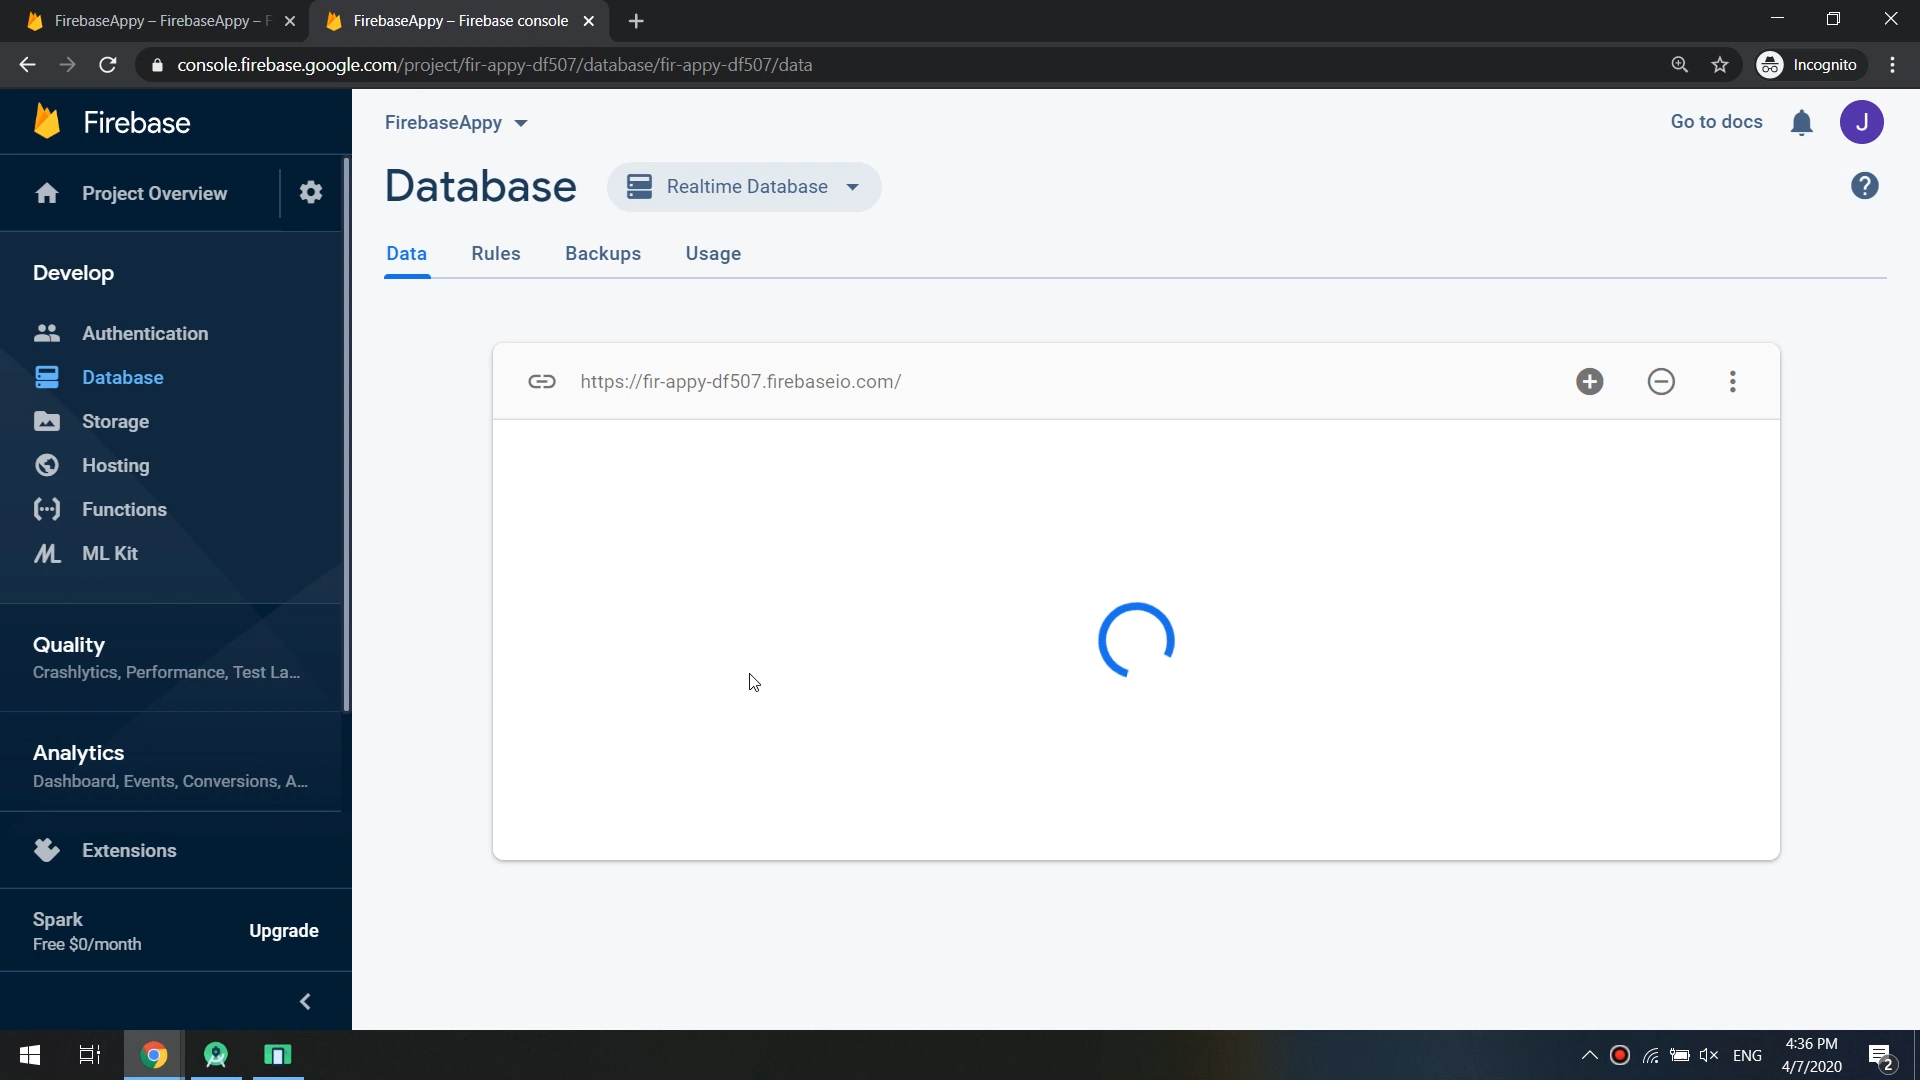 FirebaseAppy – FirebaseAppy – F
FirebaseAppy – Firebase console
console.firebase.google.com/project/fir-appy-df507/database/fir-appy-df507/data
Incognito
Firebase
FirebaseAppy
Go to docs
J
Project Overview
Database
Realtime Database
Data
Rules
Backups
Usage
Develop
Authentication
Database
Storage
Hosting
Functions
ML Kit
https://fir-appy-df507.firebaseio.com/
Quality
Crashlytics, Performance, Test La...
Analytics
Dashboard, Events, Conversions, A...
Extensions
Spark
Free $0/month
Upgrade
ENG
4:36 PM
4/7/2020
2